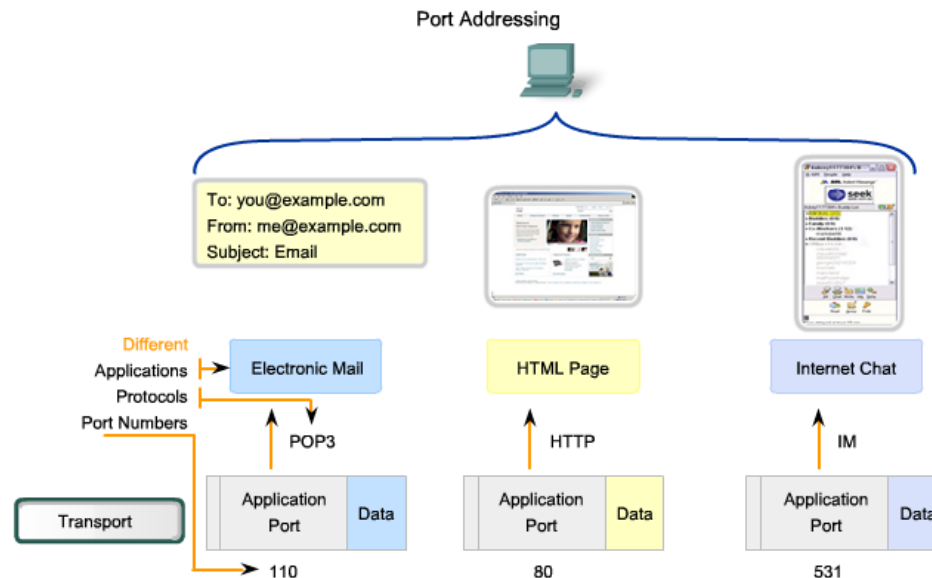 Port Addressing
To: you@example.com
From: me@example.com
Subject: Email
seek
Different
Applications
Protocols
Port Numbers
Electronic Mail
HTML Page
Internet Chat
POP3
HTTP
IM
Transport
Application
Port
Data
Application
Port
Data
Application
Port
Data
110
80
531